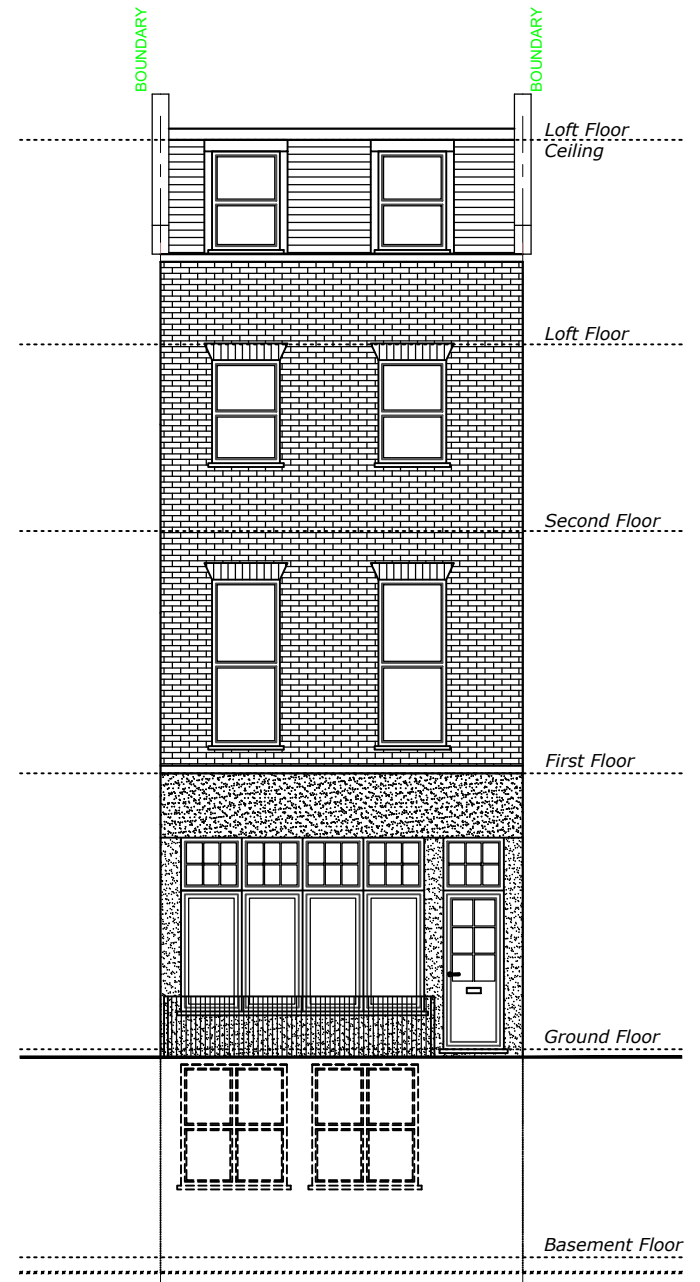 BOUNDARY
BOUNDARY
Loft Floor
Ceiling
Loft Floor
Second Floor
First Floor
Ground Floor
Basement Floor